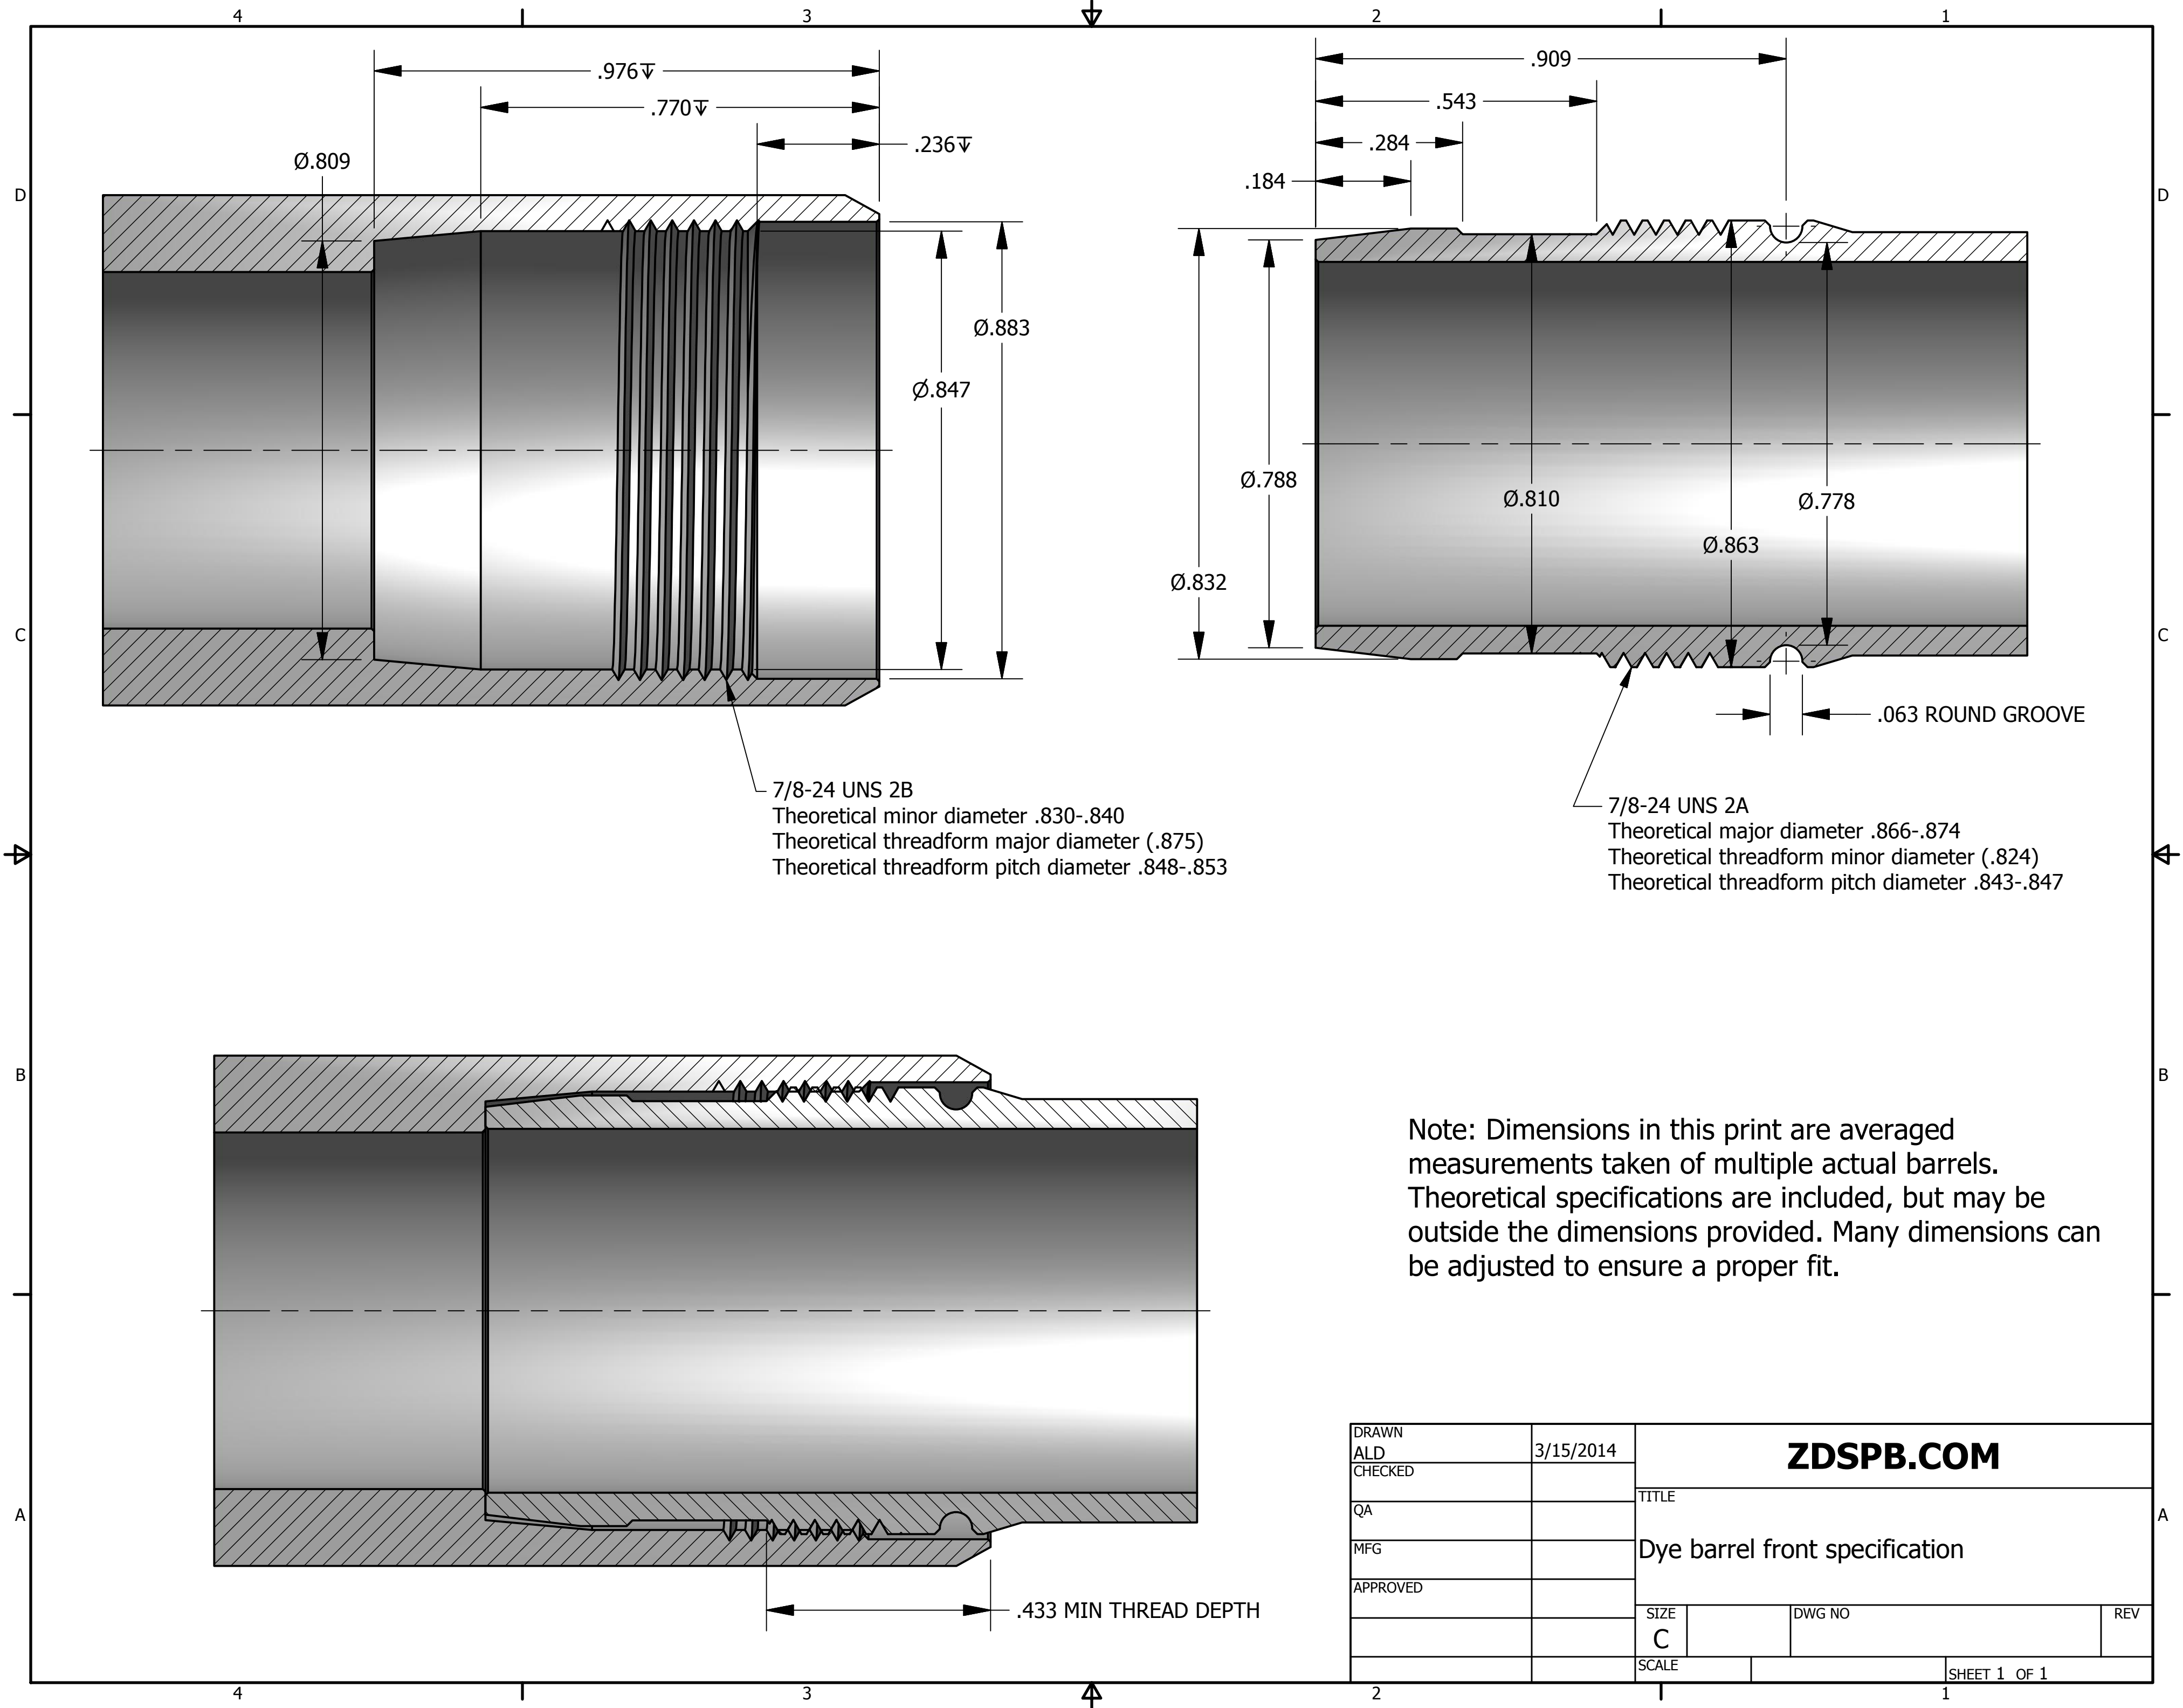 4
3
2
1
.976↧
.770↧
.236↧
Ø.809
Ø.883
Ø.847
7/8-24 UNS 2B
Theoretical minor diameter .830-.840
Theoretical threadform major diameter (.875)
Theoretical threadform pitch diameter .848-.853
.909
.543
.284
.184
Ø.788
Ø.810
Ø.778
Ø.863
Ø.832
.063 ROUND GROOVE
7/8-24 UNS 2A
Theoretical major diameter .866-.874
Theoretical threadform minor diameter (.824)
Theoretical threadform pitch diameter .843-.847
D
D
C
C
B
B
A
A
.433 MIN THREAD DEPTH
Note: Dimensions in this print are averaged
measurements taken of multiple actual barrels.
Theoretical specifications are included, but may be
outside the dimensions provided. Many dimensions can
be adjusted to ensure a proper fit.
DRAWN
ALD
3/15/2014
CHECKED
QA
MFG
APPROVED
ZDSPB.COM
TITLE
Dye barrel front specification
SIZE
C
DWG NO
REV
SCALE
SHEET 1 OF 1
4
3
2
1